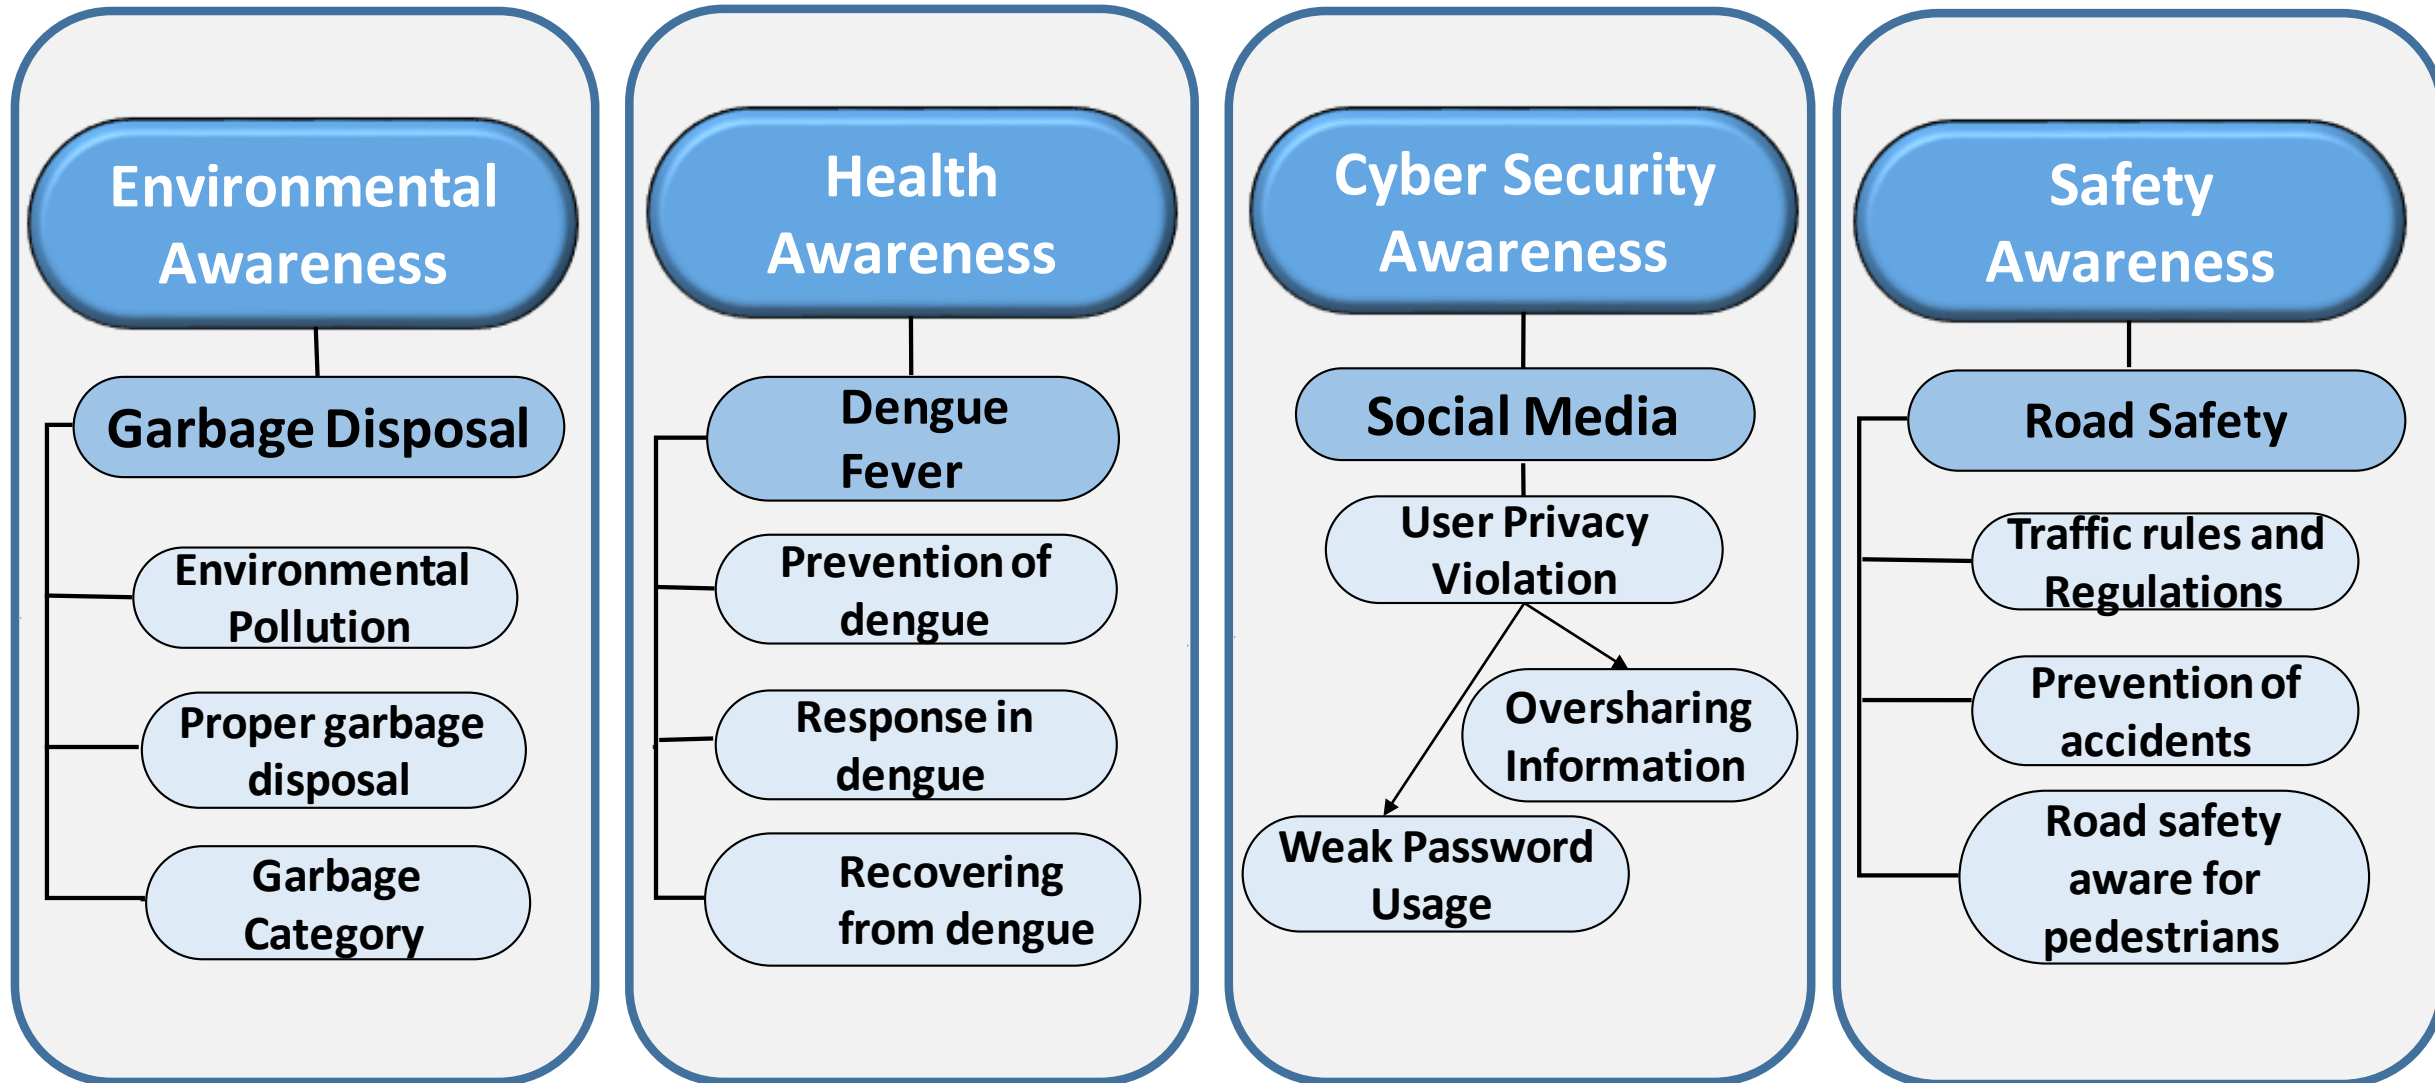 Environmental
Awareness
Garbage Disposal
Environmental
Pollution
Proper garbage
disposal
Garbage
Category
Health
Awareness
Dengue
Fever
Prevention of
dengue
Response in
dengue
Recovering
from dengue
Cyber Security
Awareness
Social Media
User Privacy
Violation
Oversharing
Information
Weak Password
Usage
Safety
Awareness
Road Safety
Traffic rules and
Regulations
Prevention of
accidents
Road safety
aware for
pedestrians